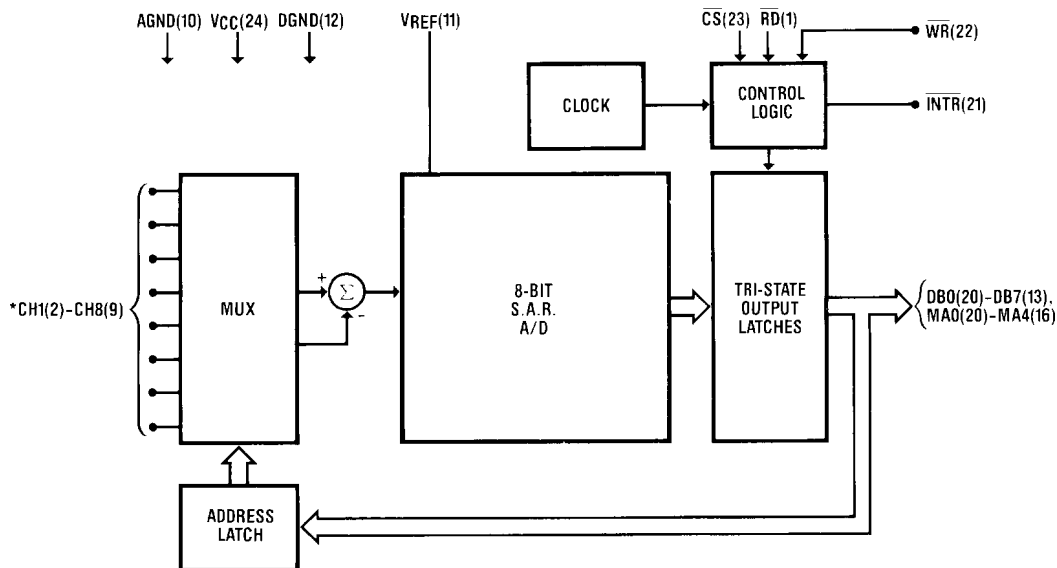 AGND(10) VCC(24) DGND(12) VREF(11)
CS(23) RD(1)
WR(22)
CLOCK
CONTROL
LOGIC
INTR(21)
*CH1(2)-CH8(9)
MUX
+
Σ
-
8-BIT
S.A.R.
A/D
TRI-STATE
OUTPUT
LATCHES
DB0(20)-DB7(13),
MA0(20)-MA4(16)
ADDRESS
LATCH